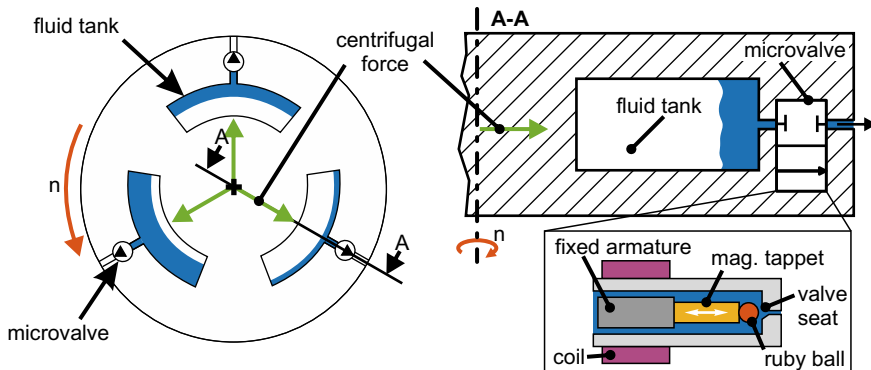 fluid tank
centrifugal
force
A
A
n
microvalve
A-A
microvalve
fluid tank
n
fixed armature
mag. tappet
valve
seat
coil
ruby ball